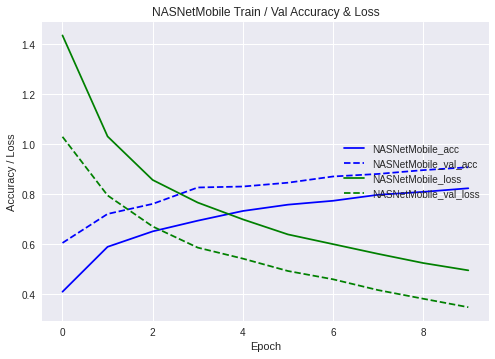 NASNetMobile Train / Val Accuracy & Loss
Accuracy / Loss
1.4
1.2
1.0
0.8
0.6
0.4
NASNetMobile_acc
NASNetMobile_val_acc
NASNetMobile_loss
NASNetMobile_val_loss
0 2 4 6 8
Epoch